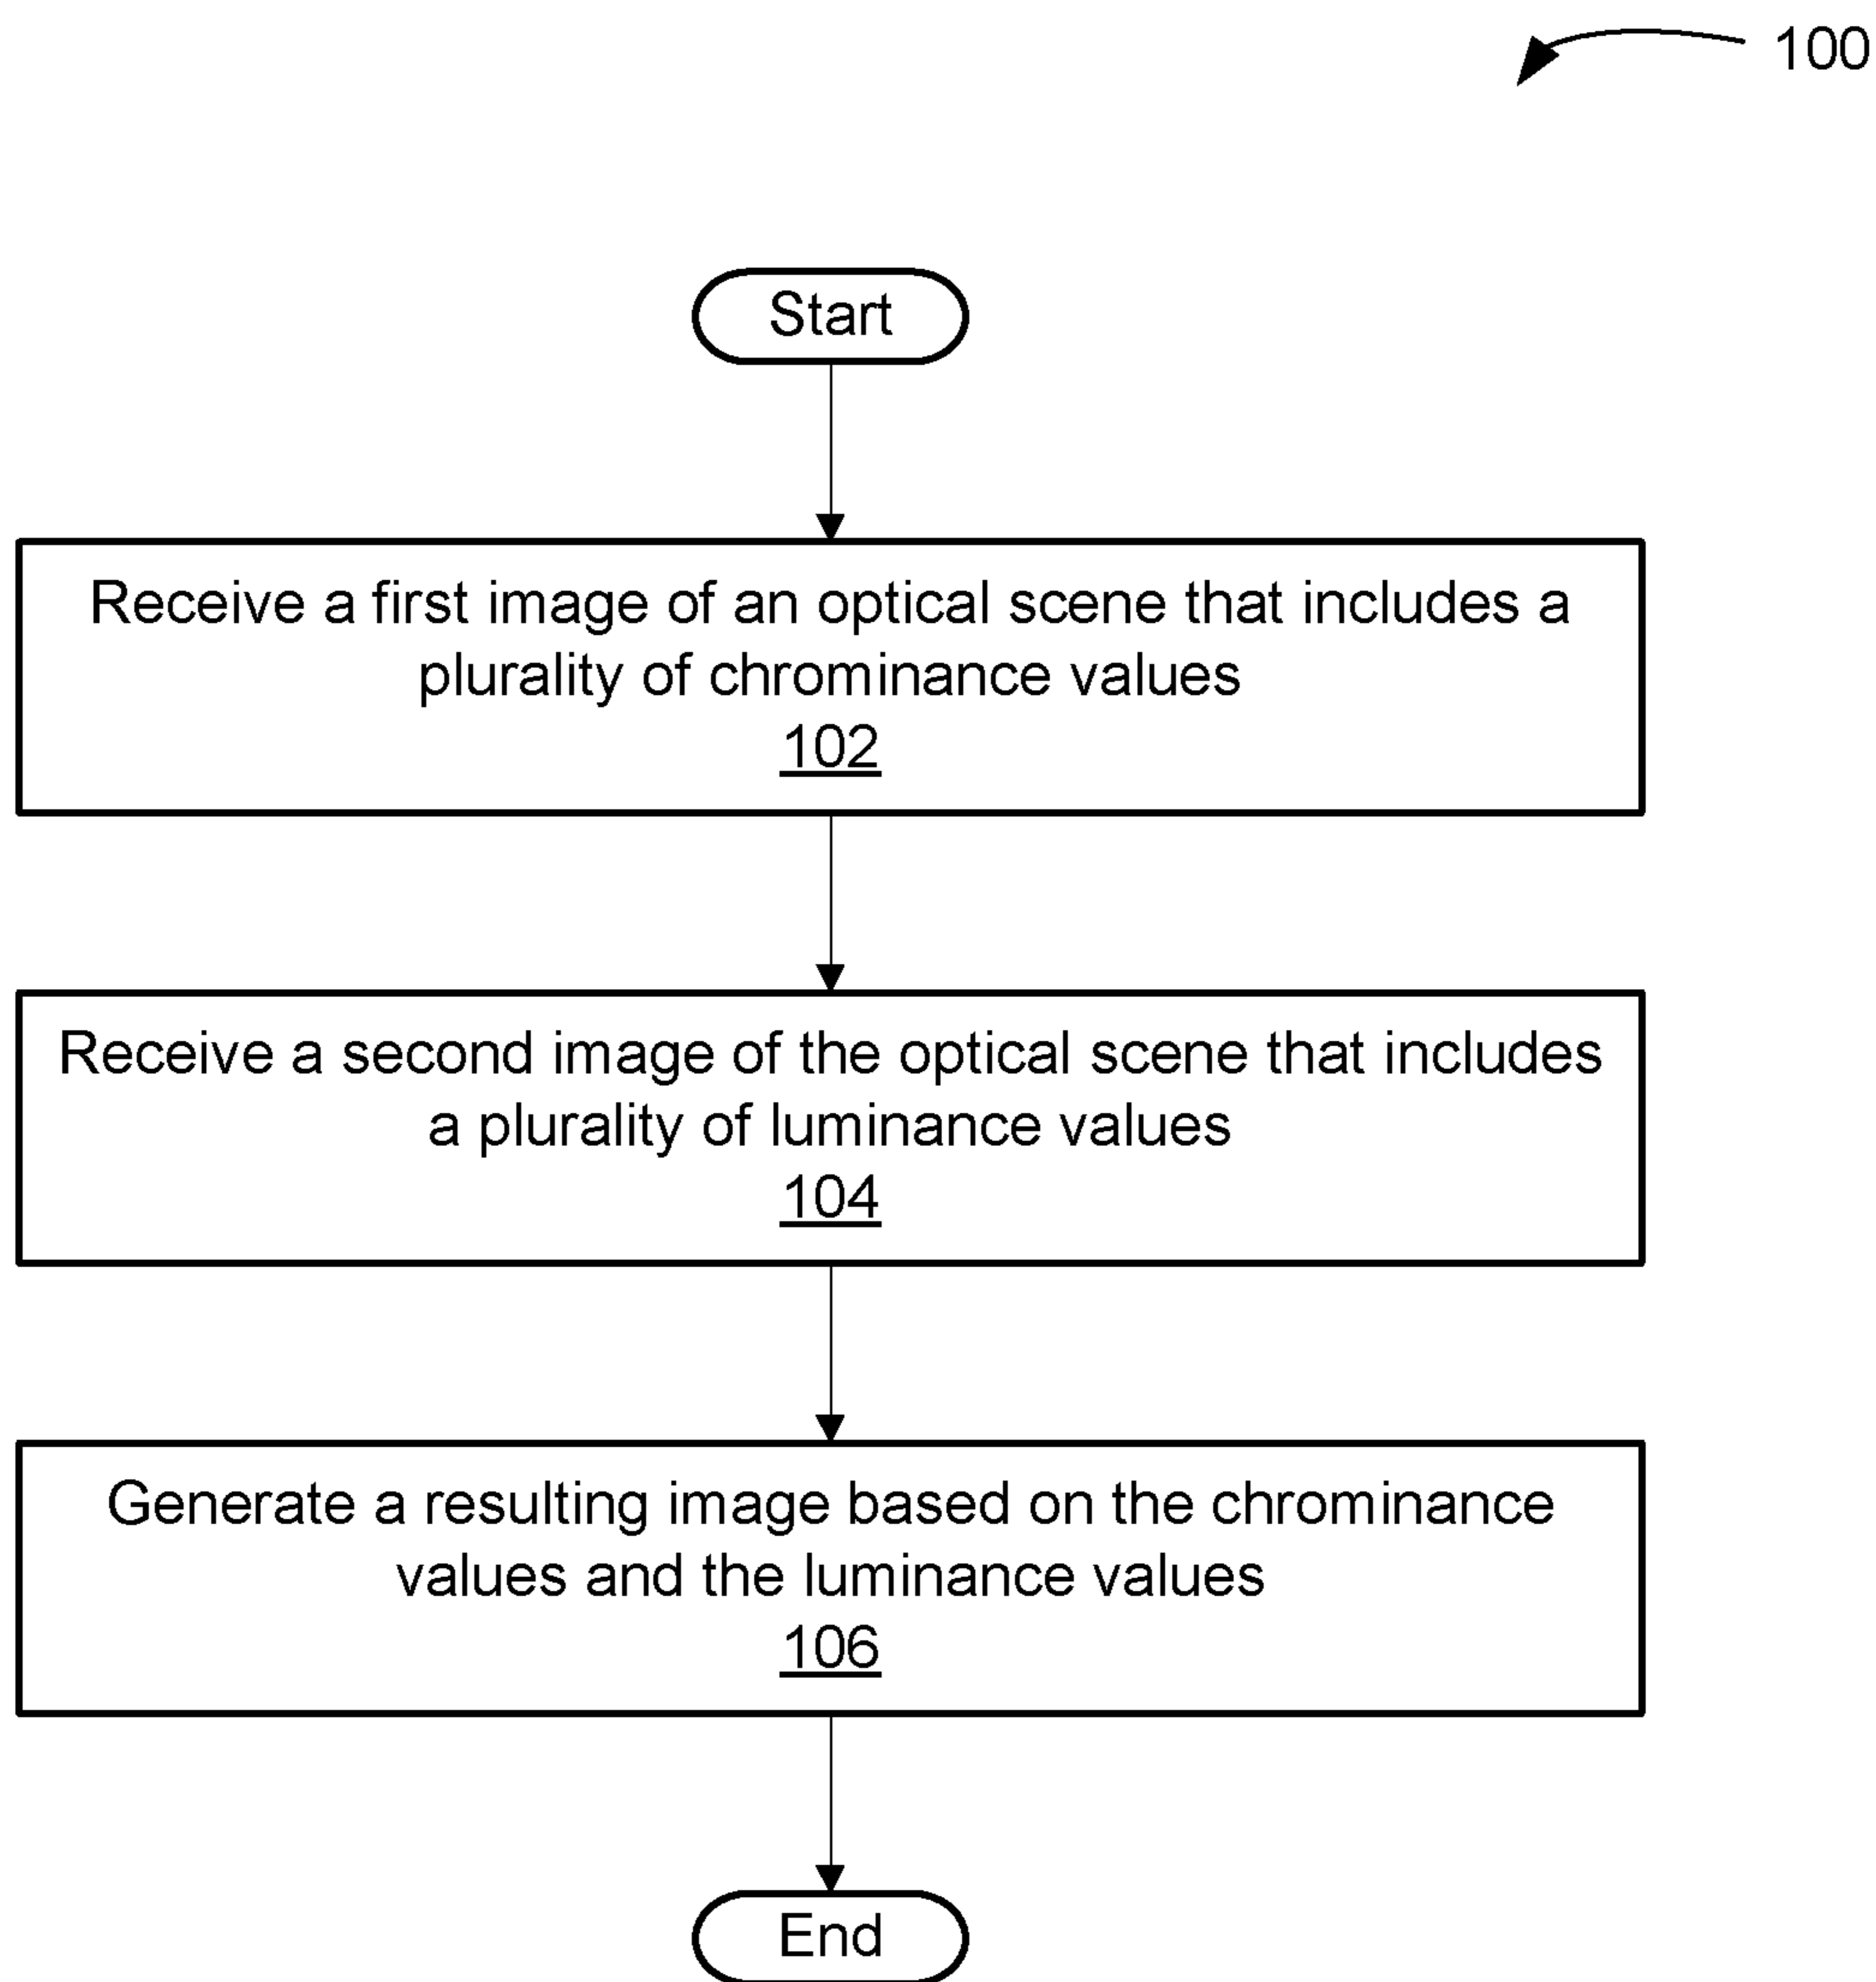 100
Start
Receive a first image of an optical scene that includes a
plurality of chrominance values
102
Receive a second image of the optical scene that includes
a plurality of luminance values
104
Generate a resulting image based on the chrominance
values and the luminance values
106
End